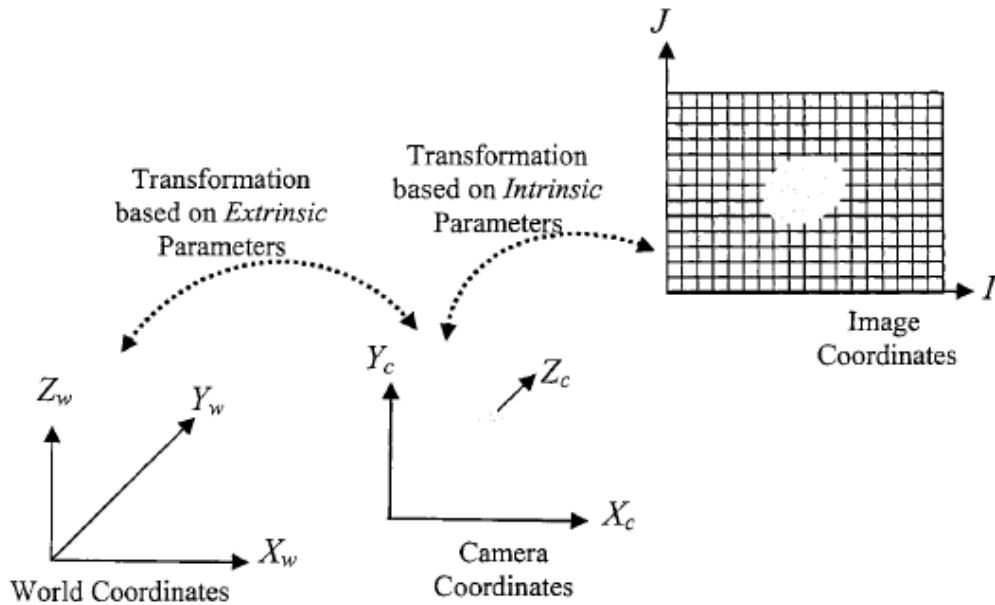 J
Transformation
based on Intrinsic
Parameters
Transformation
based on Extrinsic
Parameters
I
Image
Coordinates
Y_c
Z_c
Z_w
Y_w
X_c
X_w
Camera
Coordinates
World Coordinates